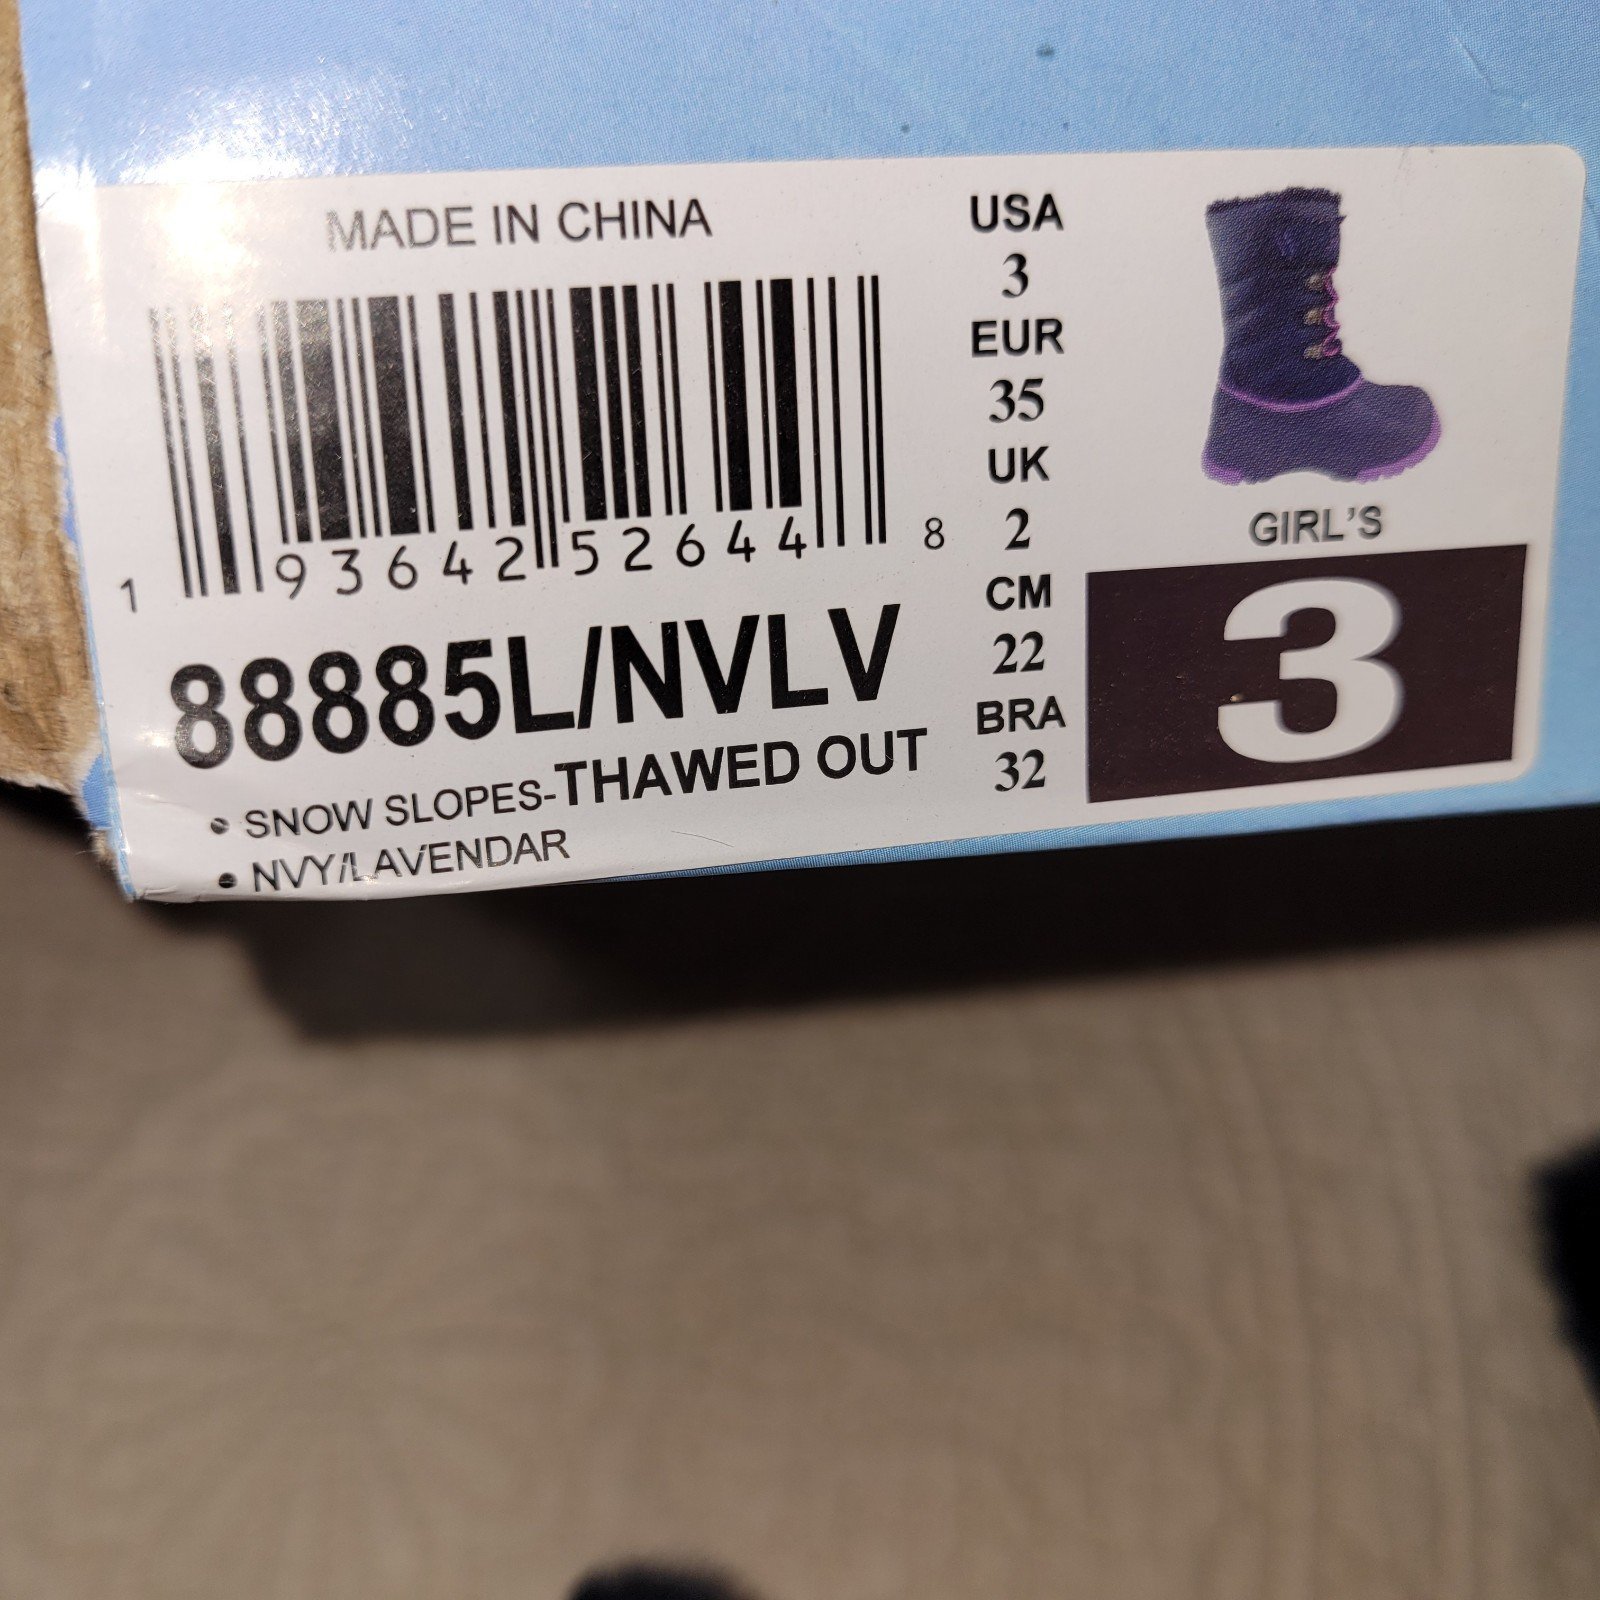 MADE IN CHINA
1 93642 52644 8
88885L/NVLV
• SNOW SLOPES-THAWED OUT
• NVY/LAVENDAR
USA
3
EUR
35
UK
2
CM
22
BRA
32
GIRL'S
3